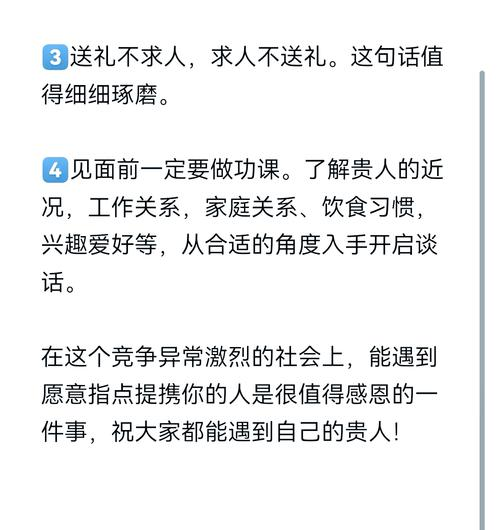 3️⃣送礼不求人，求人不送礼。这句话值
得细细琢磨。
4️⃣见面前一定要做功课。了解贵人的近
况，工作关系，家庭关系、饮食习惯，
兴趣爱好等，从合适的角度入手开启谈
话。
在这个竞争异常激烈的社会上，能遇到
愿意指点提携你的人是很值得感恩的一
件事，祝大家都能遇到自己的贵人！